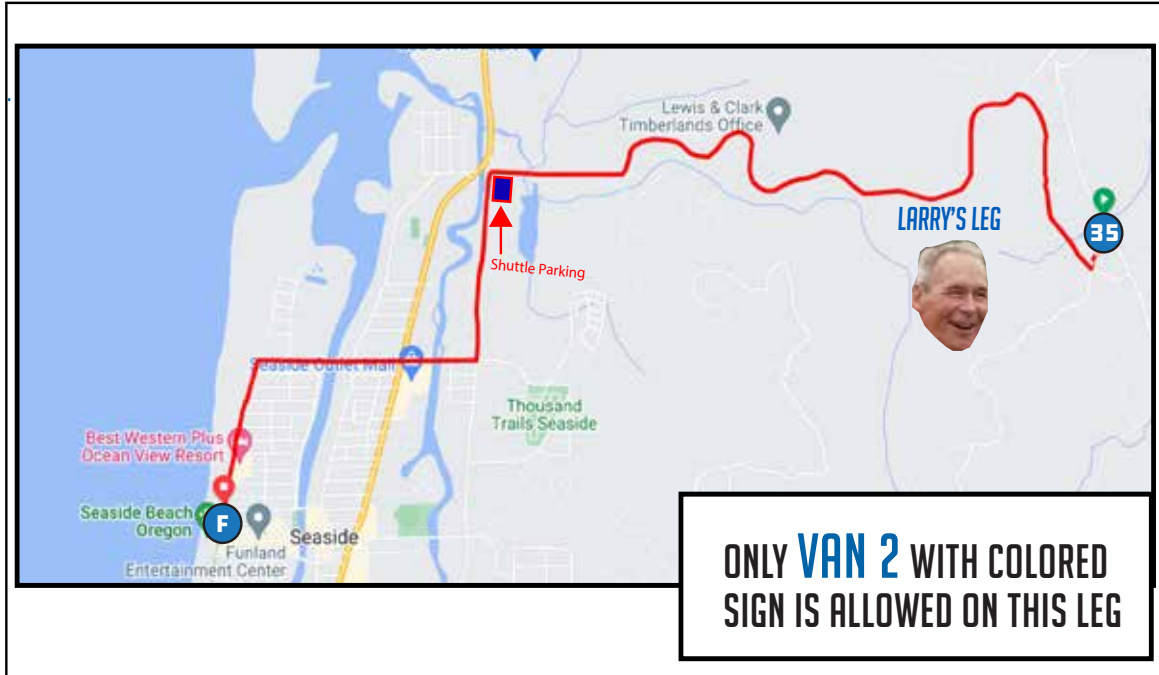 Lewis & Clark
Timberlands Office
LARRY'S LEG
35
Shuttle Parking
Seaside Outlet Mall
Thousand
Trails Seaside
Best Western Plus
Ocean View Resort
Seaside Beach
Oregon
F
Funland
Entertainment Center
Seaside
ONLY VAN 2 WITH COLORED
SIGN IS ALLOWED ON THIS LEG